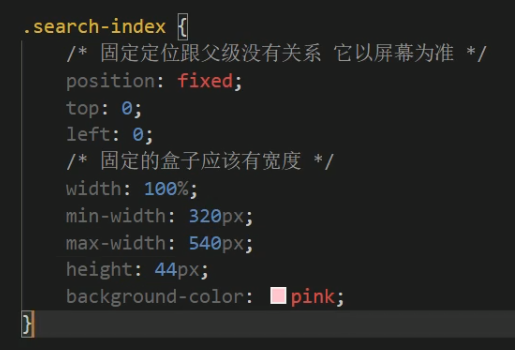 .search-index {
/* 固定定位跟父级没有关系 它以屏幕为准 */
position: fixed;
top: 0;
left: 0;
/* 固定的盒子应该有宽度 */
width: 100%;
min-width: 320px;
max-width: 540px;
height: 44px;
background-color: pink;
}